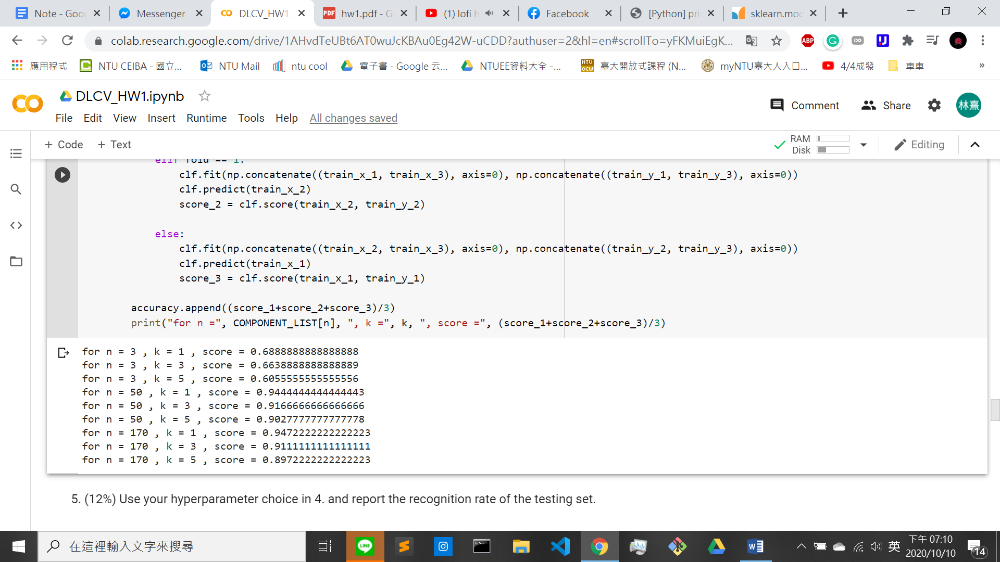 Note - Goo
Messenger
DLCV_HW1.
PDF hw1.pdf - G
(1) lofi h
Facebook
[Python] pri
sklearn.mod
colab.research.google.com/drive/1AHvdTeUBt6AT0wuJcKBAu0Eg42W-uCDD?authuser=2&hl=en#scrollTo=yFKMuiEgK...
ABP
應用程式
NTU CEIBA - 國立...
NTU Mail
ntu cool
電子書 - Google 云...
NTUEE資料大全 -...
NTU OCW
臺大開放式課程 (N...
myNTU臺大人入口...
4/4成發
車車
»
DLCV_HW1.ipynb
Comment
Share
林熹
File Edit View Insert Runtime Tools Help All changes saved
+ Code + Text
RAM
Disk
Editing
elif fold == 1:
clf.fit(np.concatenate((train_x_1, train_x_3), axis=0), np.concatenate((train_y_1, train_y_3), axis=0))
clf.predict(train_x_2)
score_2 = clf.score(train_x_2, train_y_2)
else:
clf.fit(np.concatenate((train_x_2, train_x_3), axis=0), np.concatenate((train_y_2, train_y_3), axis=0))
clf.predict(train_x_1)
score_3 = clf.score(train_x_1, train_y_1)
accuracy.append((score_1+score_2+score_3)/3)
print("for n =", COMPONENT_LIST[n], ", k =", k, ", score =", (score_1+score_2+score_3)/3)
for n = 3 , k = 1 , score = 0.6888888888888888
for n = 3 , k = 3 , score = 0.6638888888888889
for n = 3 , k = 5 , score = 0.6055555555555556
for n = 50 , k = 1 , score = 0.9444444444444443
for n = 50 , k = 3 , score = 0.9166666666666666
for n = 50 , k = 5 , score = 0.9027777777777778
for n = 170 , k = 1 , score = 0.9472222222222223
for n = 170 , k = 3 , score = 0.9111111111111111
for n = 170 , k = 5 , score = 0.8972222222222223
5. (12%) Use your hyperparameter choice in 4. and report the recognition rate of the testing set.
在這裡輸入文字來搜尋
LINE
英
下午 07:10
2020/10/10
14